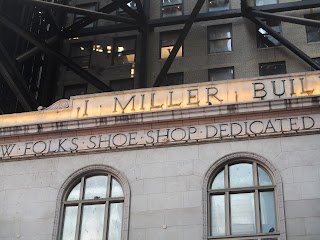 I. MILLER BUIL
W FOLKS · SHOE · SHOP · DEDICATED